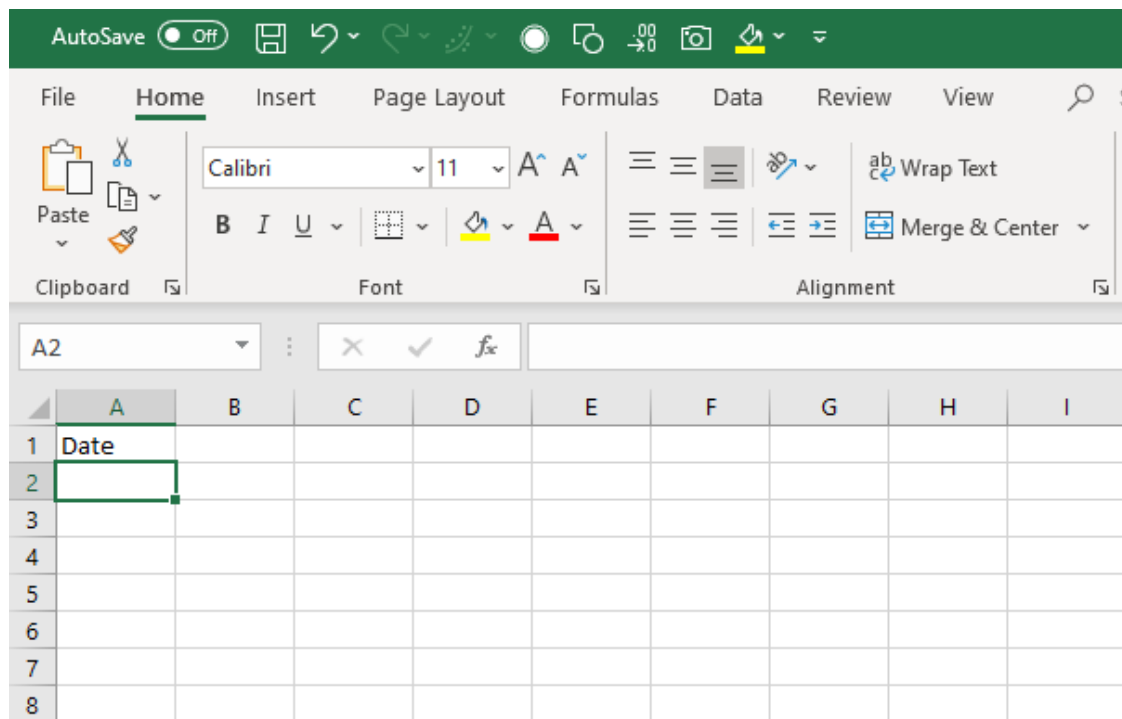 AutoSave Off
File Home Insert Page Layout Formulas Data Review View
Calibri 11 A A ab Wrap Text
Paste B I U A Merge & Center
Clipboard Font Alignment
A2 fx
A B C D E F G H I
1 Date
2
3
4
5
6
7
8